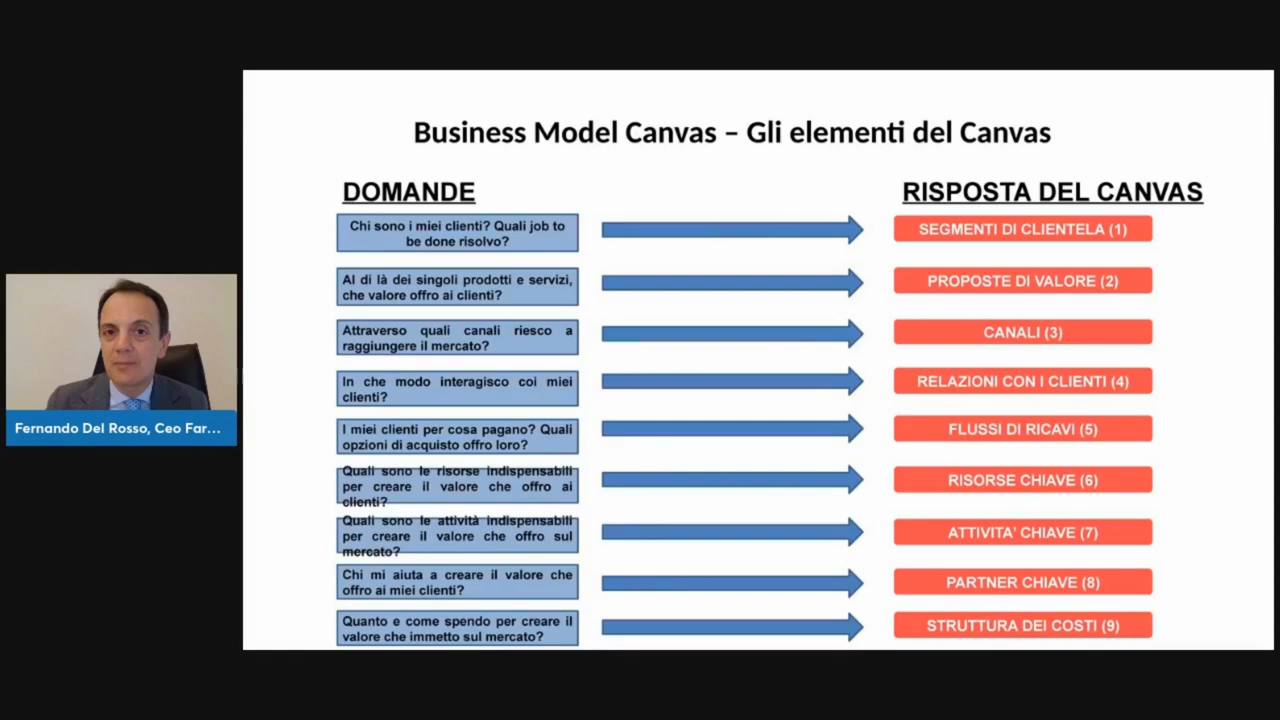 Business Model Canvas – Gli elementi del Canvas
DOMANDE
RISPOSTA DEL CANVAS
Chi sono i miei clienti? Quali job to
be done risolvo?
SEGMENTI DI CLIENTELA (1)
Al di là dei singoli prodotti e servizi,
che valore offro ai clienti?
PROPOSTE DI VALORE (2)
Attraverso quali canali riesco a
raggiungere il mercato?
CANALI (3)
In che modo interagisco coi miei
clienti?
RELAZIONI CON I CLIENTI (4)
I miei clienti per cosa pagano? Quali
opzioni di acquisto offro loro?
FLUSSI DI RICAVI (5)
Quali sono le risorse indispensabili
per creare il valore che offro ai
clienti?
RISORSE CHIAVE (6)
Quali sono le attività indispensabili
per creare il valore che offro sul
mercato?
ATTIVITA' CHIAVE (7)
Chi mi aiuta a creare il valore che
offro ai miei clienti?
PARTNER CHIAVE (8)
Quanto e come spendo per creare il
valore che immetto sul mercato?
STRUTTURA DEI COSTI (9)
Fernando Del Rosso, Ceo Far...